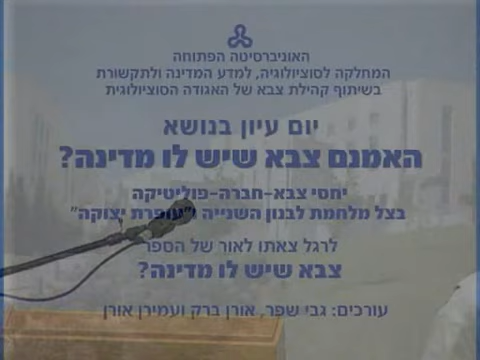 האוניברסיטה הפתוחה
המחלקה לסוציולוגיה, למדע המדינה ולתקשורת
בשיתוף קהילת צבא של האגודה הסוציולוגית
יום עיון בנושא
האמנם צבא שיש לו מדינה?
יחסי צבא-חברה-פוליטיקה
בצל מלחמת לבנון השנייה ו"עופרת יצוקה"
לרגל צאתו לאור של הספר
צבא שיש לו מדינה?
עורכים: גבי שפר, אורן ברק ועמירן אורן